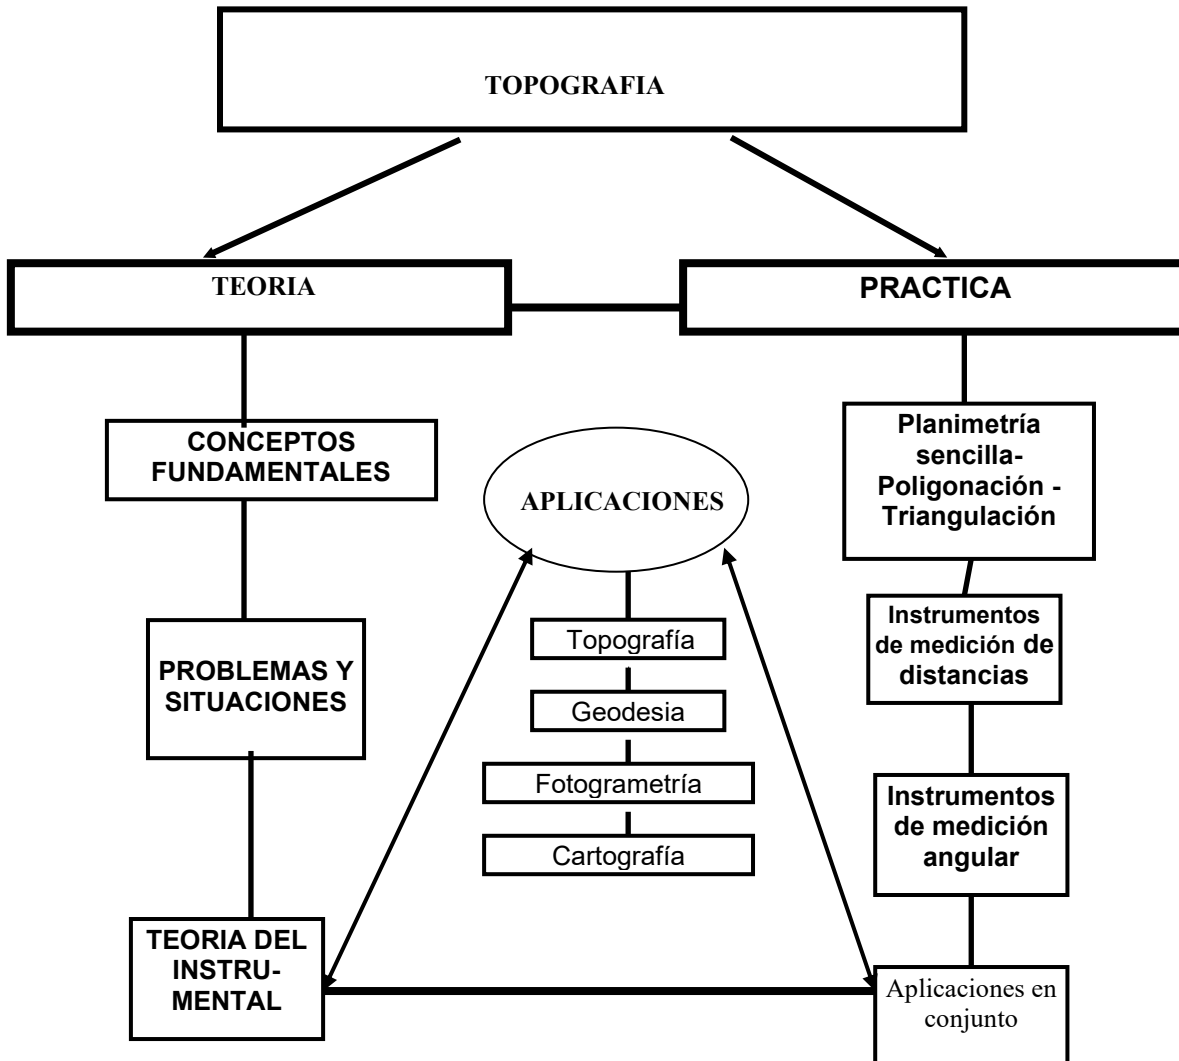 TOPOGRAFIA
TEORIA
PRACTICA
CONCEPTOS
FUNDAMENTALES
PROBLEMAS Y
SITUACIONES
TEORIA DEL
INSTRU-
MENTAL
APLICACIONES
Topografía
Geodesia
Fotogrametría
Cartografía
Planimetría
sencilla-
Poligonación -
Triangulación
Instrumentos
de medición de
distancias
Instrumentos
de medición
angular
Aplicaciones en
conjunto